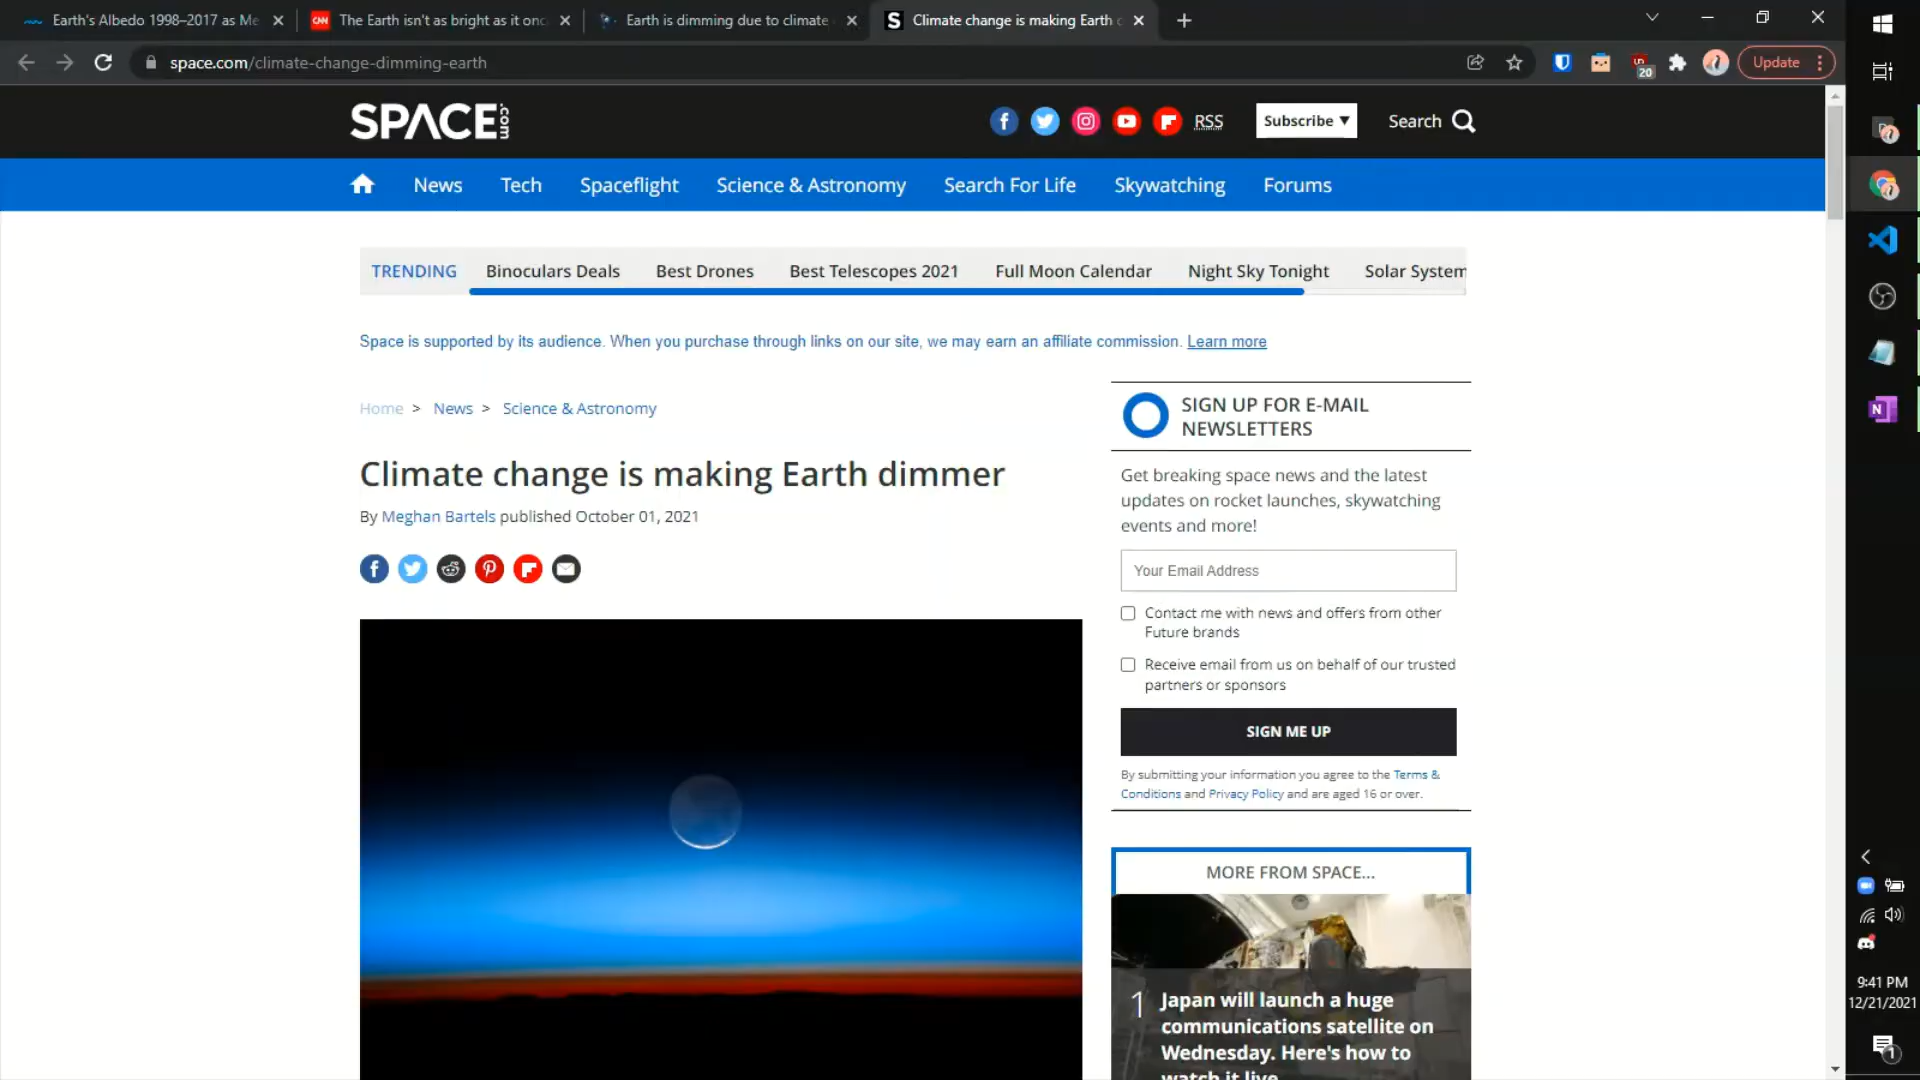 Earth's Albedo 1998–2017 as Me
The Earth isn't as bright as it onc
Earth is dimming due to climate
Climate change is making Earth
space.com/climate-change-dimming-earth
20
Update
SPACE.com
RSS
Subscribe ▼
Search
News Tech Spaceflight Science & Astronomy Search For Life Skywatching Forums
TRENDING Binoculars Deals Best Drones Best Telescopes 2021 Full Moon Calendar Night Sky Tonight Solar System
Space is supported by its audience. When you purchase through links on our site, we may earn an affiliate commission. Learn more
Home > News > Science & Astronomy
Climate change is making Earth dimmer
By Meghan Bartels published October 01, 2021
SIGN UP FOR E-MAIL
NEWSLETTERS
Get breaking space news and the latest
updates on rocket launches, skywatching
events and more!
Your Email Address
Contact me with news and offers from other
Future brands
Receive email from us on behalf of our trusted
partners or sponsors
SIGN ME UP
By submitting your information you agree to the Terms &
Conditions and Privacy Policy and are aged 16 or over.
MORE FROM SPACE...
1 Japan will launch a huge
communications satellite on
Wednesday. Here's how to
watch it live
9:41 PM
12/21/2021
1